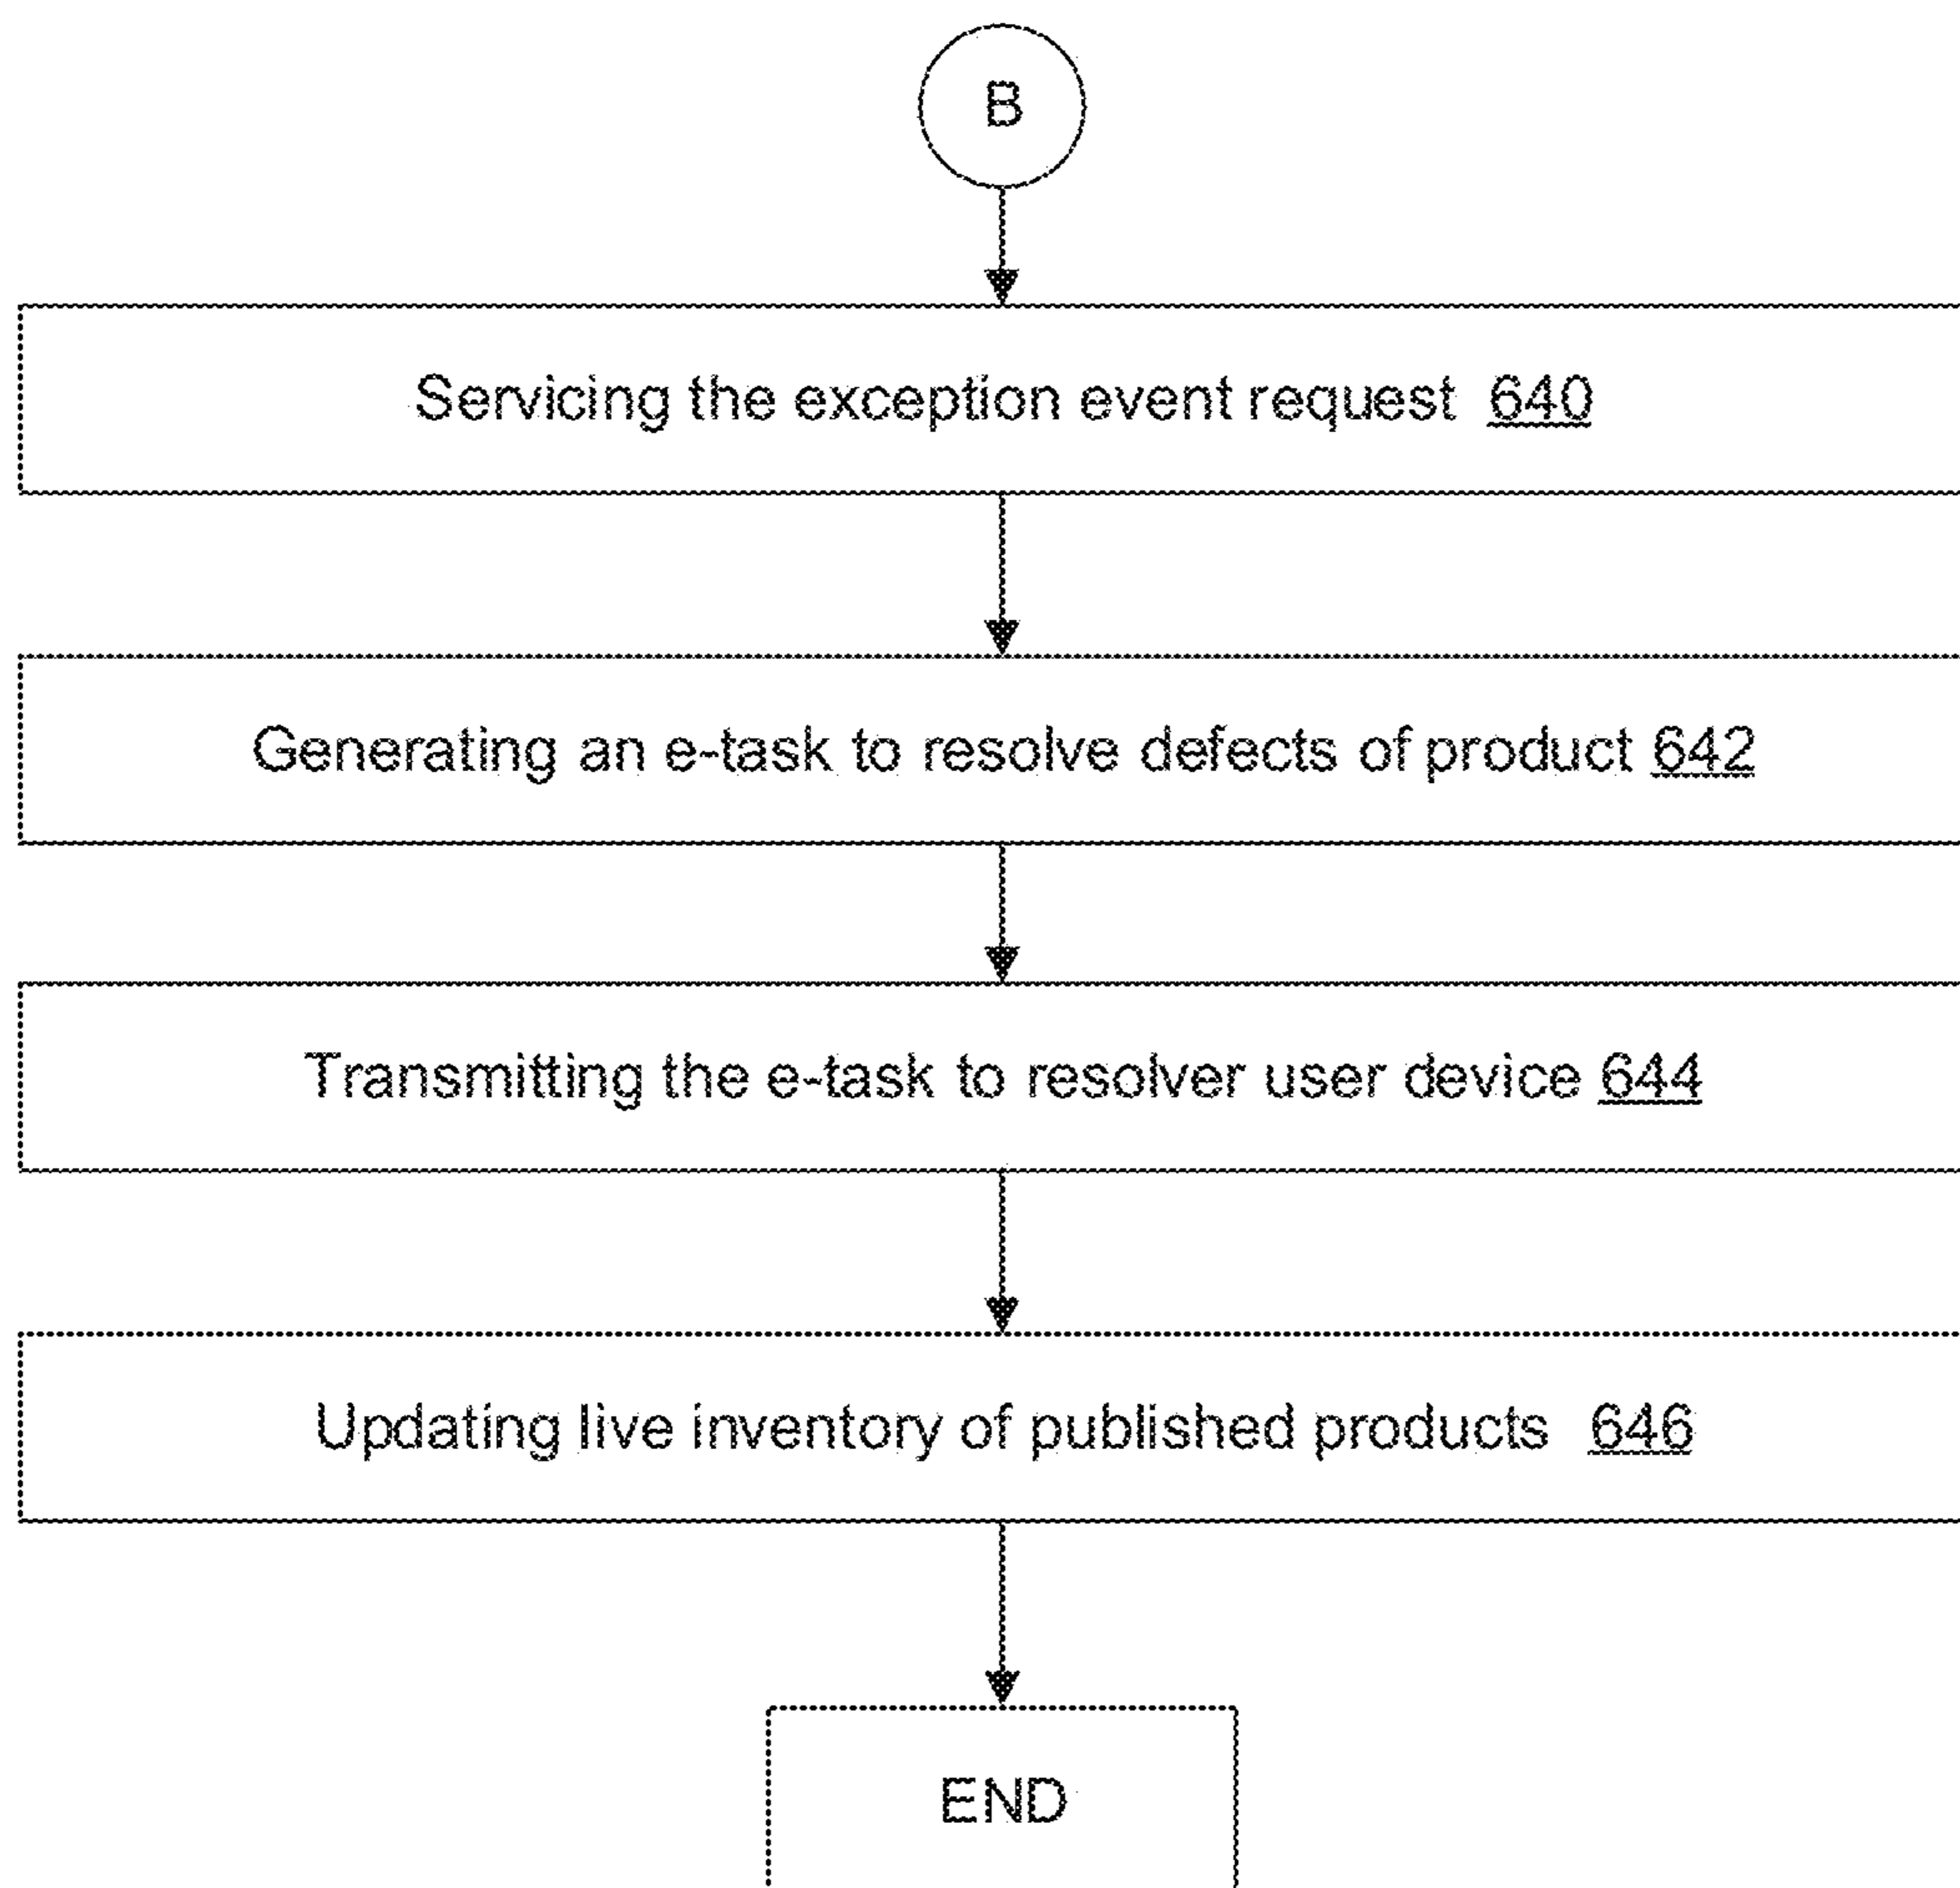 B
Servicing the exception event request 640
Generating an e-task to resolve defects of product 642
Transmitting the e-task to resolver user device 644
Updating live inventory of published products 646
END